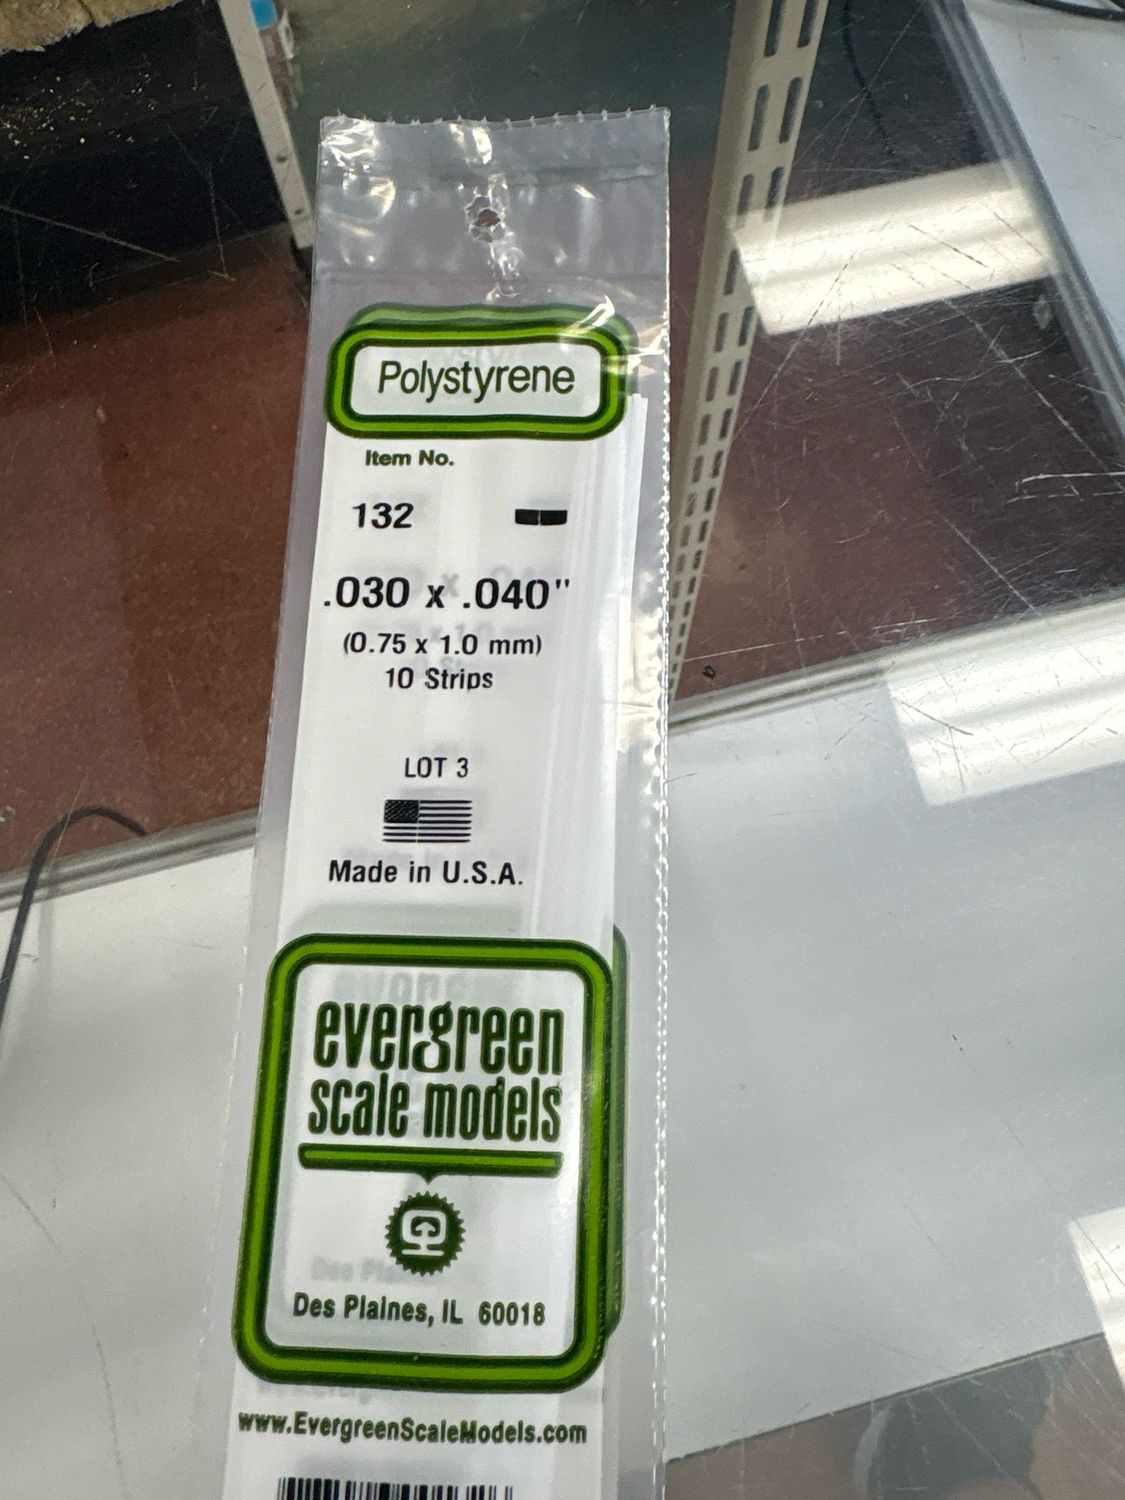 Polystyrene
Item No.
132
.030 x .040"
(0.75 x 1.0 mm)
10 Strips
LOT 3
Made in U.S.A.
evergreen
scale models
Des Plaines, IL 60018
www.EvergreenScaleModels.com